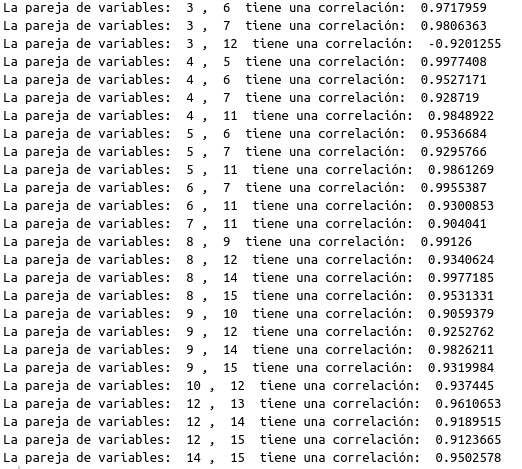 La pareja de variables:  3 ,  6  tiene una correlación:  0.9717959
La pareja de variables:  3 ,  7  tiene una correlación:  0.9806363
La pareja de variables:  3 ,  12  tiene una correlación:  -0.9201255
La pareja de variables:  4 ,  5  tiene una correlación:  0.9977408
La pareja de variables:  4 ,  6  tiene una correlación:  0.9527171
La pareja de variables:  4 ,  7  tiene una correlación:  0.928719
La pareja de variables:  4 ,  11  tiene una correlación:  0.9848922
La pareja de variables:  5 ,  6  tiene una correlación:  0.9536684
La pareja de variables:  5 ,  7  tiene una correlación:  0.9295766
La pareja de variables:  5 ,  11  tiene una correlación:  0.9861269
La pareja de variables:  6 ,  7  tiene una correlación:  0.9955387
La pareja de variables:  6 ,  11  tiene una correlación:  0.9300853
La pareja de variables:  7 ,  11  tiene una correlación:  0.904041
La pareja de variables:  8 ,  9  tiene una correlación:  0.99126
La pareja de variables:  8 ,  12  tiene una correlación:  0.9340624
La pareja de variables:  8 ,  14  tiene una correlación:  0.9977185
La pareja de variables:  8 ,  15  tiene una correlación:  0.9531331
La pareja de variables:  9 ,  10  tiene una correlación:  0.9059379
La pareja de variables:  9 ,  12  tiene una correlación:  0.9252762
La pareja de variables:  9 ,  14  tiene una correlación:  0.9826211
La pareja de variables:  9 ,  15  tiene una correlación:  0.9319984
La pareja de variables:  10 ,  12  tiene una correlación:  0.937445
La pareja de variables:  12 ,  13  tiene una correlación:  0.9610653
La pareja de variables:  12 ,  14  tiene una correlación:  0.9189515
La pareja de variables:  12 ,  15  tiene una correlación:  0.9123665
La pareja de variables:  14 ,  15  tiene una correlación:  0.9502578